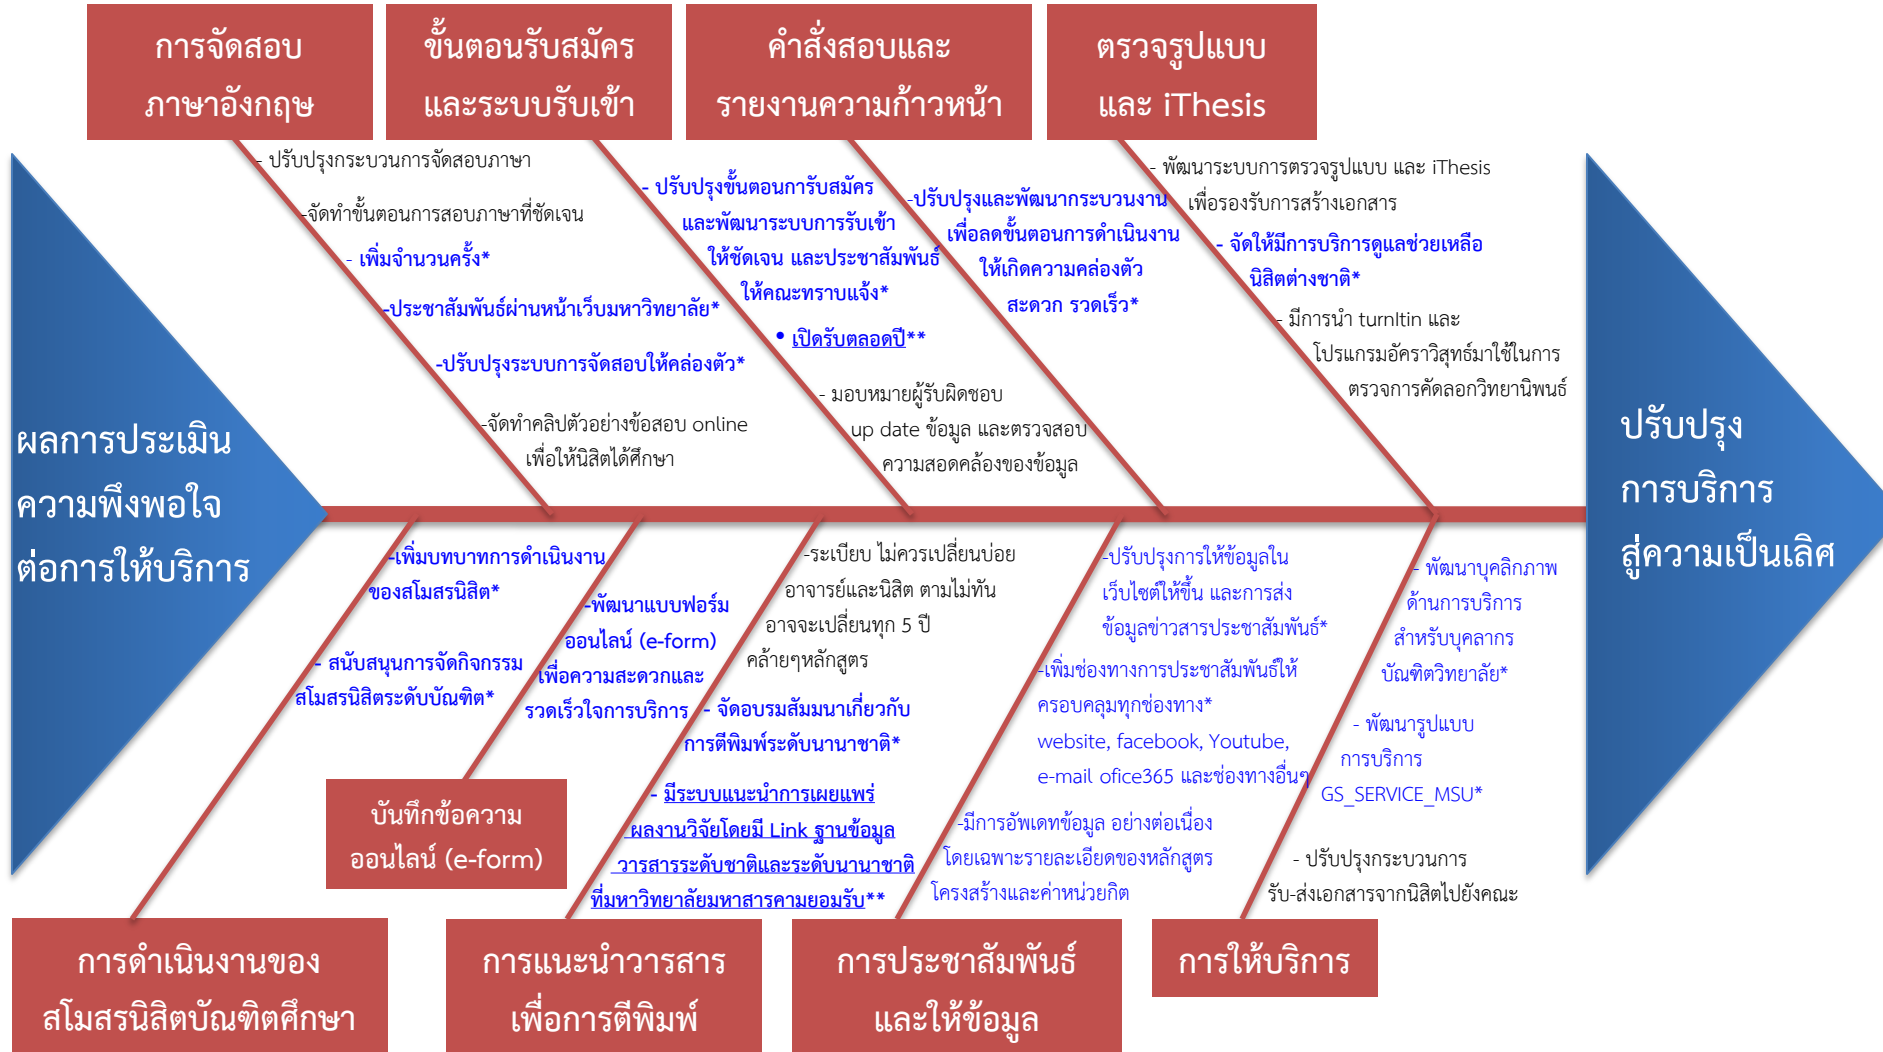 การจัดสอบ
ภาษาอังกฤษ
ขั้นตอนรับสมัคร
และระบบรับเข้า
คำสั่งสอบและ
รายงานความก้าวหน้า
ตรวจรูปแบบ
และ iThesis
- ปรับปรุงกระบวนการจัดสอบภาษา
-จัดทำขั้นตอนการสอบภาษาที่ชัดเจน
- เพิ่มจำนวนครั้ง*
-ประชาสัมพันธ์ผ่านหน้าเว็บมหาวิทยาลัย*
-ปรับปรุงระบบการจัดสอบให้คล่องตัว*
-จัดทำคลิปตัวอย่างข้อสอบ online
เพื่อให้นิสิตได้ศึกษา
- ปรับปรุงขั้นตอนการับสมัคร
และพัฒนาระบบการรับเข้า
ให้ชัดเจน และประชาสัมพันธ์
ให้คณะทราบแจ้ง*
• เปิดรับตลอดปี**
- มอบหมายผู้รับผิดชอบ
up date ข้อมูล และตรวจสอบ
ความสอดคล้องของข้อมูล
-ปรับปรุงและพัฒนากระบวนงาน
เพื่อลดขั้นตอนการดำเนินงาน
ให้เกิดความคล่องตัว
สะดวก รวดเร็ว*
- พัฒนาระบบการตรวจรูปแบบ และ iThesis
เพื่อรองรับการสร้างเอกสาร
- จัดให้มีการบริการดูแลช่วยเหลือ
นิสิตต่างชาติ*
- มีการนำ turnItin และ
โปรแกรมอัคราวิสุทธ์มาใช้ในการ
ตรวจการคัดลอกวิทยานิพนธ์
ผลการประเมิน
ความพึงพอใจ
ต่อการให้บริการ
ปรับปรุง
การบริการ
สู่ความเป็นเลิศ
-เพิ่มบทบาทการดำเนินงาน
ของสโมสรนิสิต*
- สนับสนุนการจัดกิจกรรม
สโมสรนิสิตระดับบัณฑิต*
-พัฒนาแบบฟอร์ม
ออนไลน์ (e-form)
เพื่อความสะดวกและ
รวดเร็วใจการบริการ
-ระเบียบ ไม่ควรเปลี่ยนบ่อย
อาจารย์และนิสิต ตามไม่ทัน
อาจจะเปลี่ยนทุก 5 ปี
คล้ายๆหลักสูตร
- จัดอบรมสัมมนาเกี่ยวกับ
การตีพิมพ์ระดับนานาชาติ*
- มีระบบแนะนำการเผยแพร่
ผลงานวิจัยโดยมี Link ฐานข้อมูล
วารสารระดับชาติและระดับนานาชาติ
ที่มหาวิทยาลัยมหาสารคามยอมรับ**
-ปรับปรุงการให้ข้อมูลใน
เว็บไซต์ให้ขึ้น และการส่ง
ข้อมูลข่าวสารประชาสัมพันธ์*
-เพิ่มช่องทางการประชาสัมพันธ์ให้
ครอบคลุมทุกช่องทาง*
website, facebook, Youtube,
e-mail ofice365 และช่องทางอื่นๆ
-มีการอัพเดทข้อมูล อย่างต่อเนื่อง
โดยเฉพาะรายละเอียดของหลักสูตร
โครงสร้างและค่าหน่วยกิต
- พัฒนาบุคลิกภาพ
ด้านการบริการ
สำหรับบุคลากร
บัณฑิตวิทยาลัย*
- พัฒนารูปแบบ
การบริการ
GS_SERVICE_MSU*
- ปรับปรุงกระบวนการ
รับ-ส่งเอกสารจากนิสิตไปยังคณะ
บันทึกข้อความ
ออนไลน์ (e-form)
การดำเนินงานของ
สโมสรนิสิตบัณฑิตศึกษา
การแนะนำวารสาร
เพื่อการตีพิมพ์
การประชาสัมพันธ์
และให้ข้อมูล
การให้บริการ